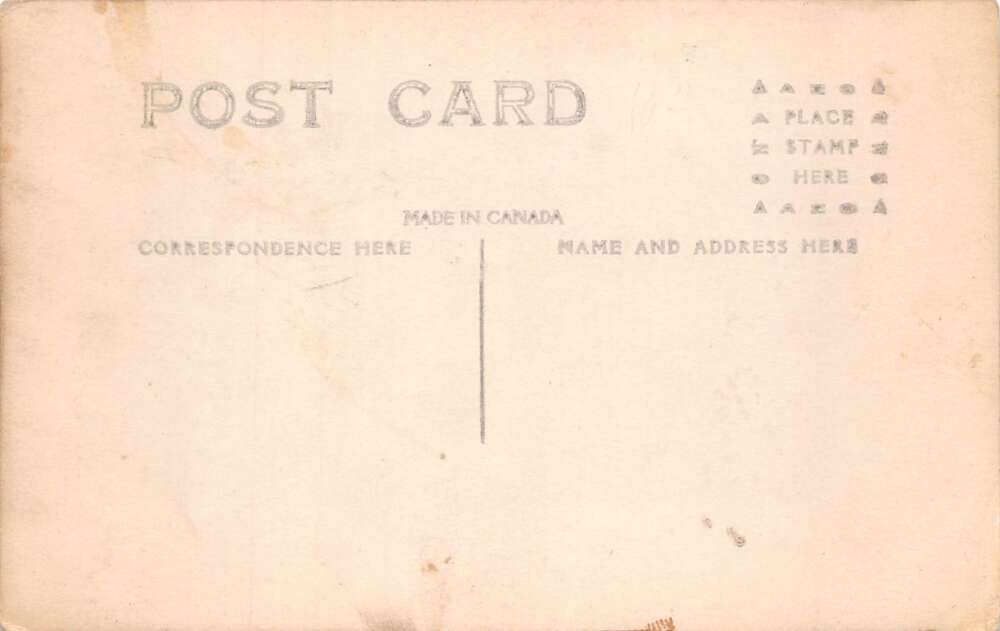 POST CARD
PLACE
STAMP
HERE
MADE IN CANADA
CORRESPONDENCE HERE
NAME AND ADDRESS HERE